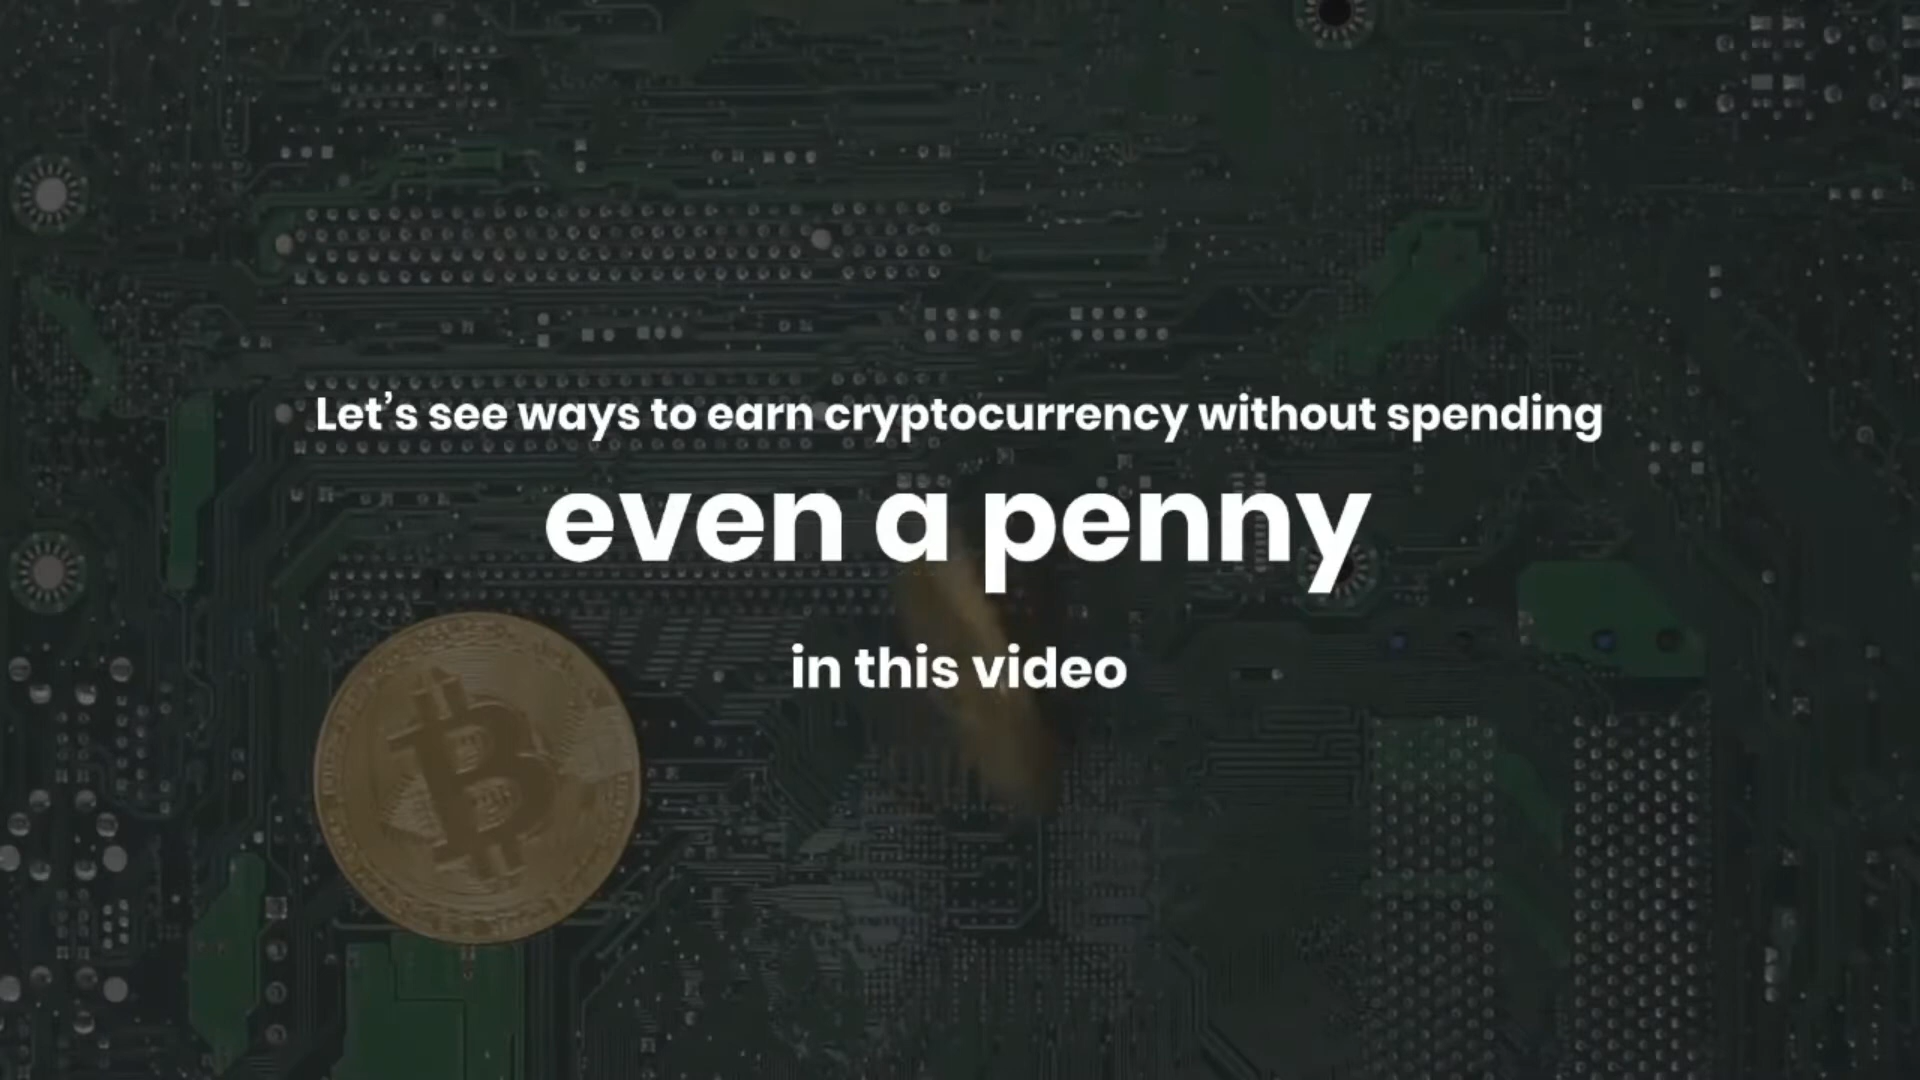 Let’s see ways to earn cryptocurrency without spending
even a penny
in this video